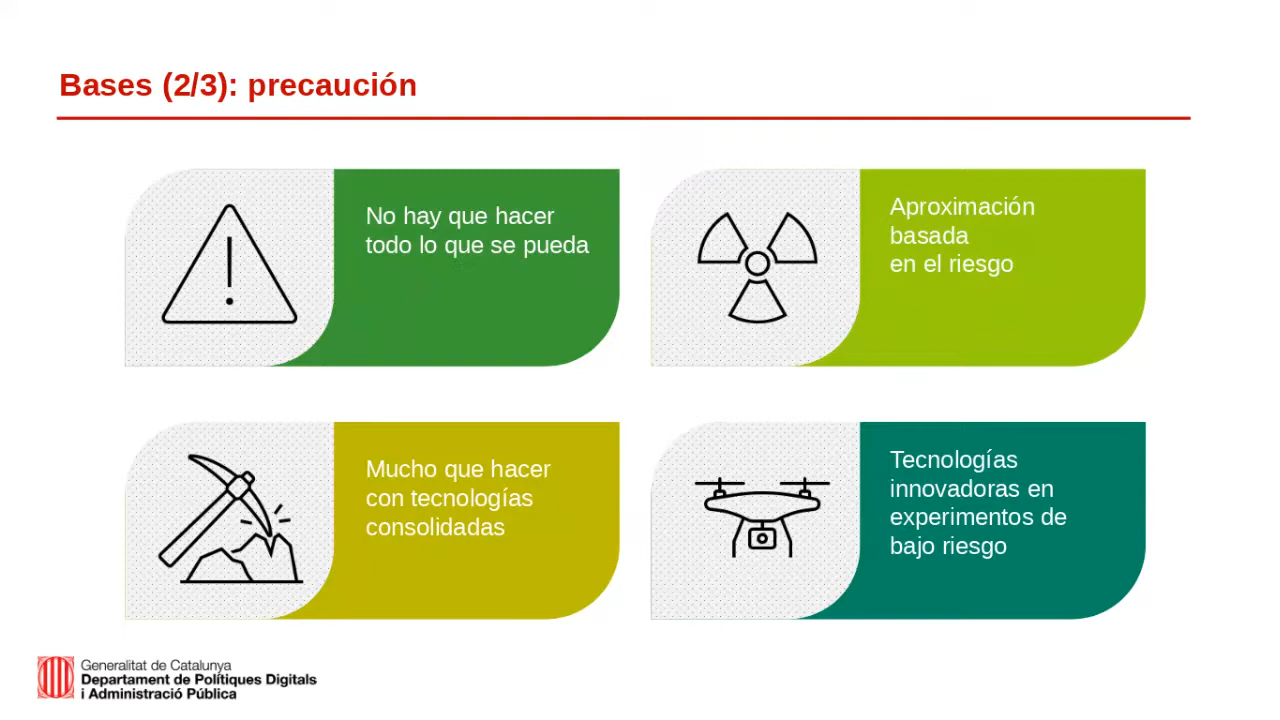 Bases (2/3): precaución
No hay que hacer
todo lo que se pueda
Aproximación
basada
en el riesgo
Mucho que hacer
con tecnologías
consolidadas
Tecnologías
innovadoras en
experimentos de
bajo riesgo
Generalitat de Catalunya
Departament de Polítiques Digitals
i Administració Pública